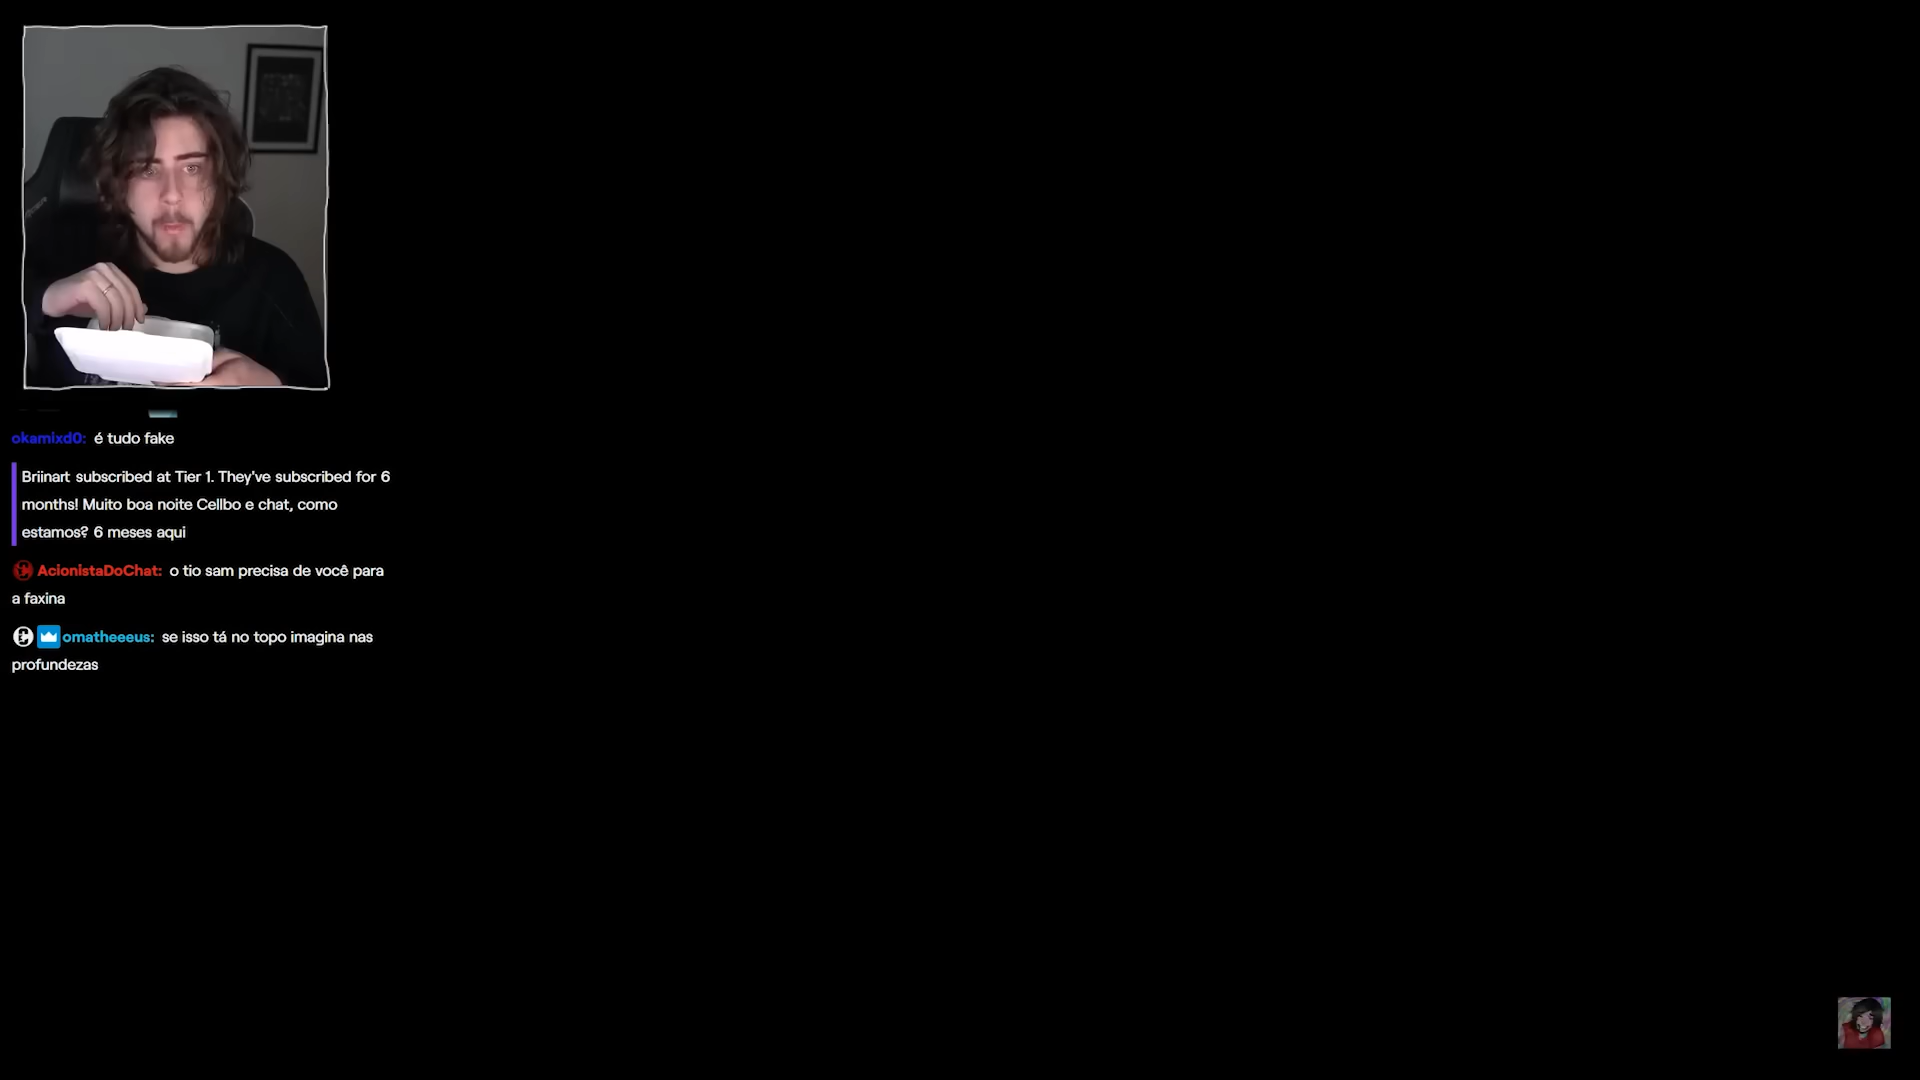 okamixd0: é tudo fake
Briinart subscribed at Tier 1. They've subscribed for 6
months! Muito boa noite Cellbo e chat, como
estamos? 6 meses aqui
AcionistaDoChat: o tio sam precisa de você para
a faxina
omatheeeus: se isso tá no topo imagina nas
profundezas